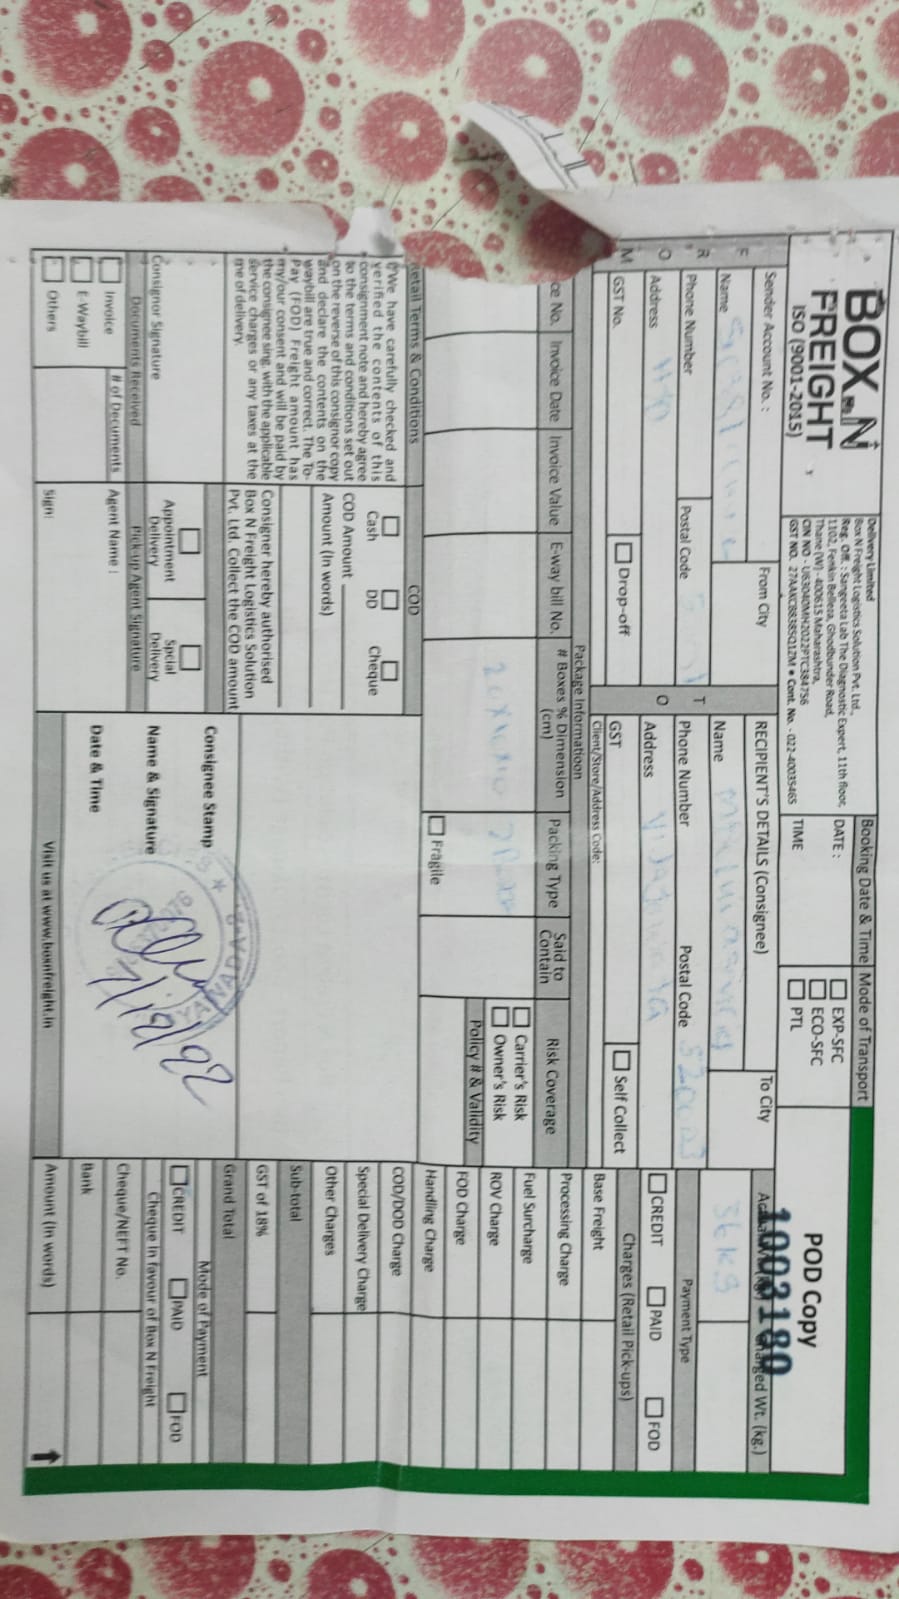 BOX N
FREIGHT
ISO (9001-2015)
Delivery Limited
Box N Freight Logistics Solution Pvt. Ltd.,
Reg. Off. : Sangeeta Lab The Diagnostic Expert, 11th floor,
1102, Fenkin Belleza, Ghodbunder Road,
Thane (W) - 400615 Maharashtra,
CIN NO - U63040MH2022PTC384756
GST NO. 27AAKCB8385Q1ZM • Cont. No. - 022-40035465
Booking Date & Time
DATE :
TIME
Mode of Transport
EXP-SFC
ECO-SFC
PTL
POD Copy
1003180
FROM
Sender Account No. :
From City
Name
Phone Number
Postal Code
Address Hyd
GST No.
Drop-off
TO
RECIPIENT'S DETAILS (Consignee)
To City
Name
Phone Number
Postal Code
Address Vijayawada
GST
Self Collect
Client/Store/Address Code:
Actual Wt. (kg.)
Charged Wt. (kg.)
36 kg
Payment Type
CREDIT
PAID
FOD
Charges (Retail Pick-ups)
Base Freight
Processing Charge
Fuel Surcharge
ROV Charge
FOD Charge
Handling Charge
COD/DOD Charge
Special Delivery Charge
Other Charges
Sub-total
GST of 18%
Grand Total
Mode of Payment
CREDIT
PAID
FOD
Cheque In favour of Box N Freight
Cheque/NEFT No.
Bank
Amount (In words)
Package Informatioon
ce No.
Invoice Date
Invoice Value
E-way bill No.
# Boxes % Dimension
(cm)
Packing Type
Said to
Contain
Risk Coverage
Carrier's Risk
Owner's Risk
Policy # & Validity
2 Box
Fragile
etail Terms & Conditions
We have carefully checked and
verified the contents of this
consignment note and hereby agree
to the terms and conditions set out
on the reverse of this consignor copy
and declare the contents on the
waybill are true and correct. The To-
Pay (FOD) Freight amount has
my/our consent and will be paid by
the consignee sing. with the applicable
service charges or any taxes at the
me of delivery.
Consignor Signature
COD
Cash
DD
Cheque
COD Amount
Amount (In words)
Consigner hereby authorised
Box N Freight Logistics Solution
Pvt. Ltd. Collect the COD amount
Appointment
Delivery
Spcial
Delivery
Documents Received
Invoice
E-Waybill
Others
# of Documents
Pick-up Agent Signature
Agent Name :
Sign:
Consignee Stamp
Name & Signature
Date & Time
7/12/22
Visit us at www.boxnfreight.in